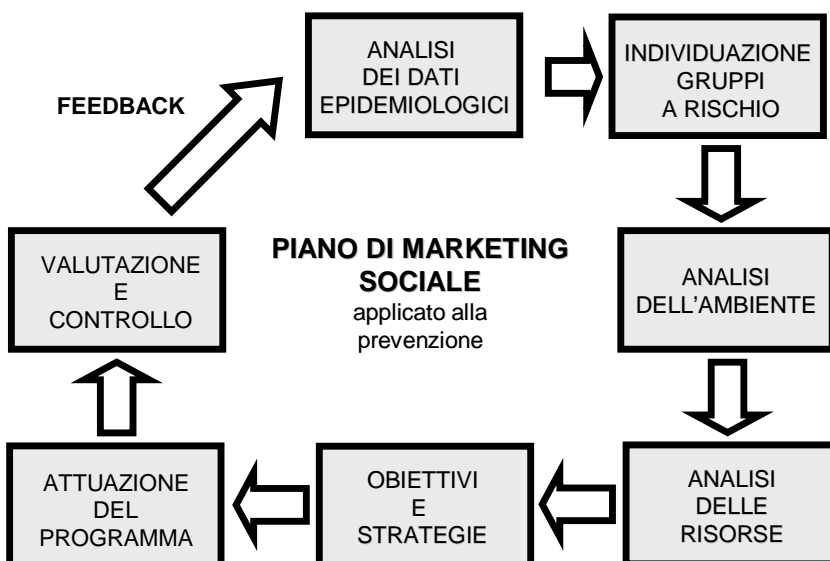 ANALISI
DEI DATI
EPIDEMIOLOGICI
INDIVIDUAZIONE
GRUPPI
A RISCHIO
FEEDBACK
VALUTAZIONE
E
CONTROLLO
PIANO DI MARKETING
SOCIALE
applicato alla
prevenzione
ANALISI
DELL'AMBIENTE
ATTUAZIONE
DEL
PROGRAMMA
OBIETTIVI
E
STRATEGIE
ANALISI
DELLE
RISORSE